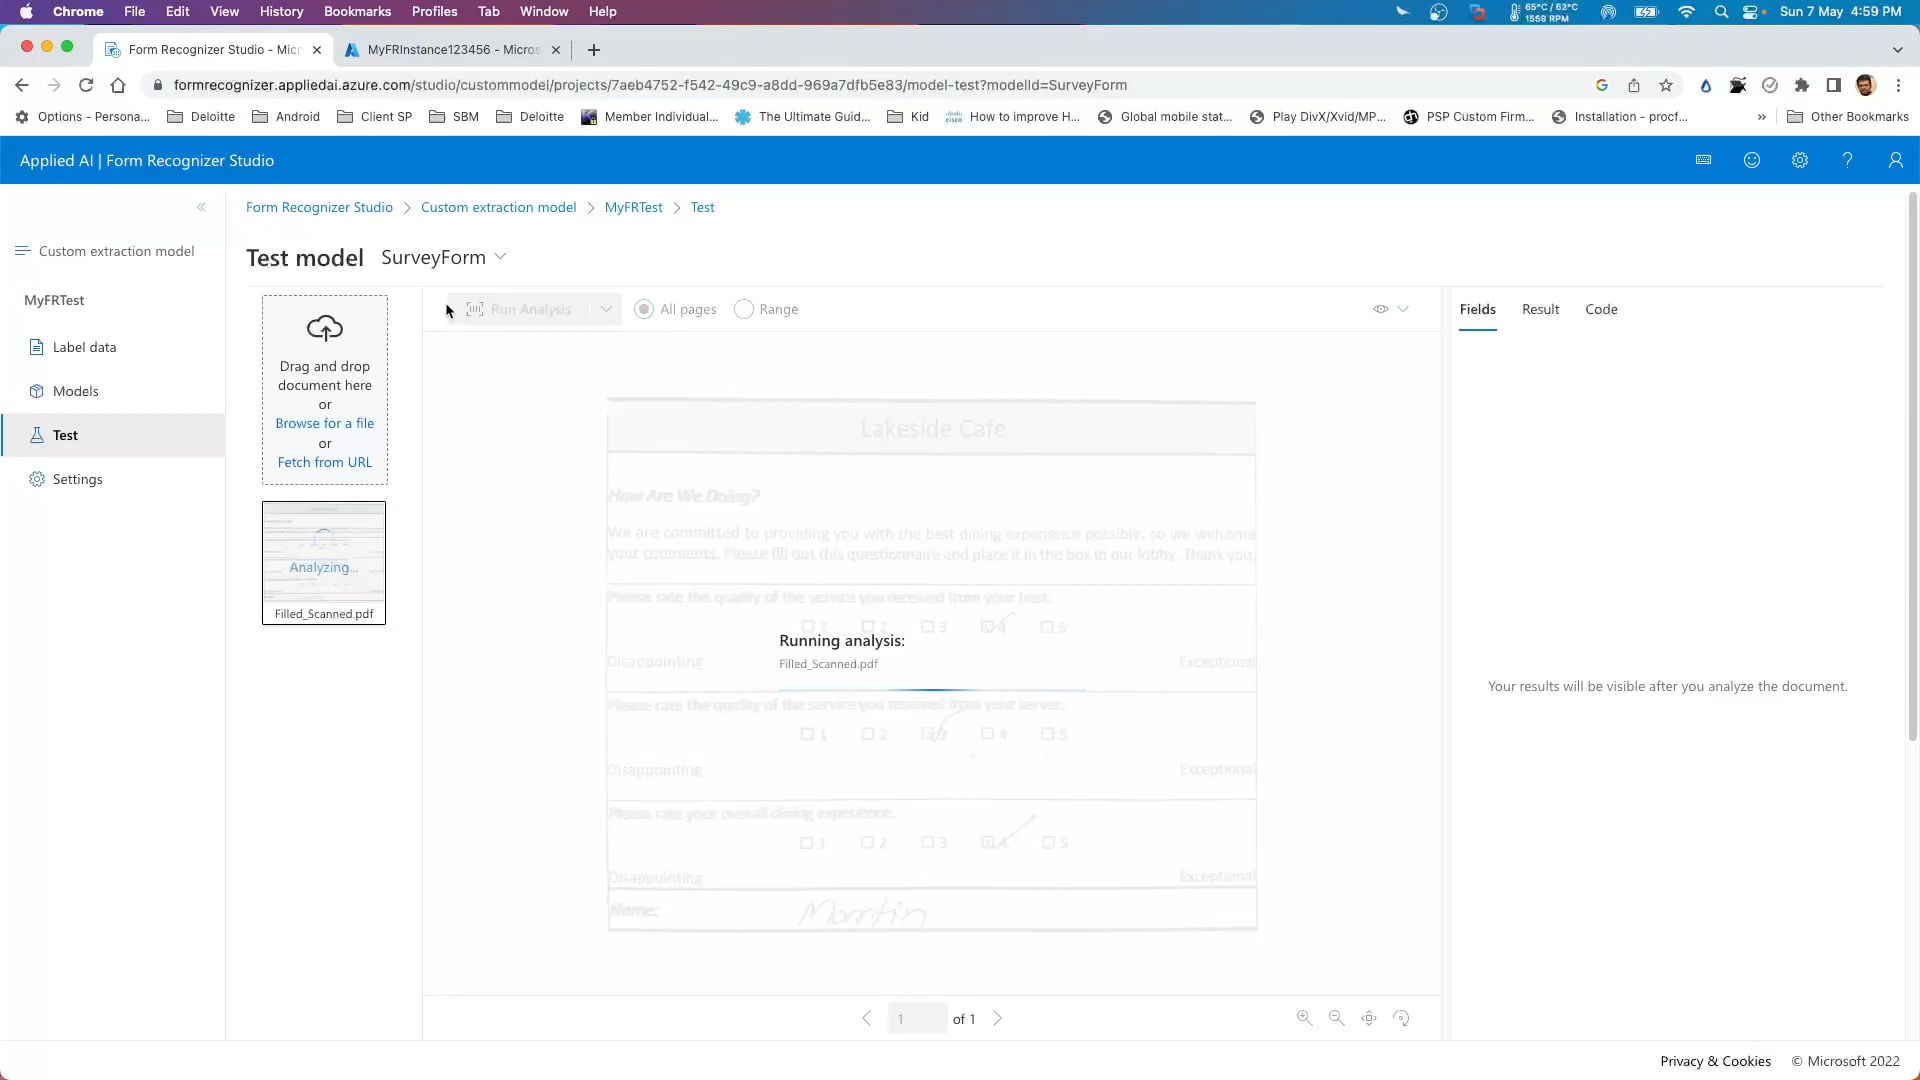 Chrome File Edit View History Bookmarks Profiles Tab Window Help
65°C / 62°C
1558 RPM
Sun 7 May 4:59 PM
Form Recognizer Studio - Micr
MyFRInstance123456 - Micros
formrecognizer.appliedai.azure.com/studio/custommodel/projects/7aeb4752-f542-49c9-a8dd-969a7dfb5e83/model-test?modelId=SurveyForm
Options - Persona... Deloitte Android Client SP SBM Deloitte Member Individual... The Ultimate Guid... Kid How to improve H... Global mobile stat... Play DivX/Xvid/MP... PSP Custom Firm... Installation - procf... » Other Bookmarks
Applied AI | Form Recognizer Studio
Form Recognizer Studio > Custom extraction model > MyFRTest > Test
Custom extraction model
MyFRTest
Label data
Models
Test
Settings
Test model SurveyForm
Drag and drop
document here
or
Browse for a file
or
Fetch from URL
Analyzing...
Filled_Scanned.pdf
Run Analysis All pages Range
Lakeside Cafe
How Are We Doing?
We are committed to providing you with the best dining experience possible, so we welcome
your comments. Please fill out this questionnaire and place it in the box in our lobby. Thank you.
Please rate the quality of the service you received from your host.
1 2 3 4 5
Disappointing Exceptional
Running analysis:
Filled_Scanned.pdf
Please rate the quality of the service you received from your server.
1 2 3 4 5
Disappointing Exceptional
Please rate your overall dining experience.
1 2 3 4 5
Disappointing Exceptional
Name: Martin
1 of 1
Fields Result Code
Your results will be visible after you analyze the document.
Privacy & Cookies © Microsoft 2022